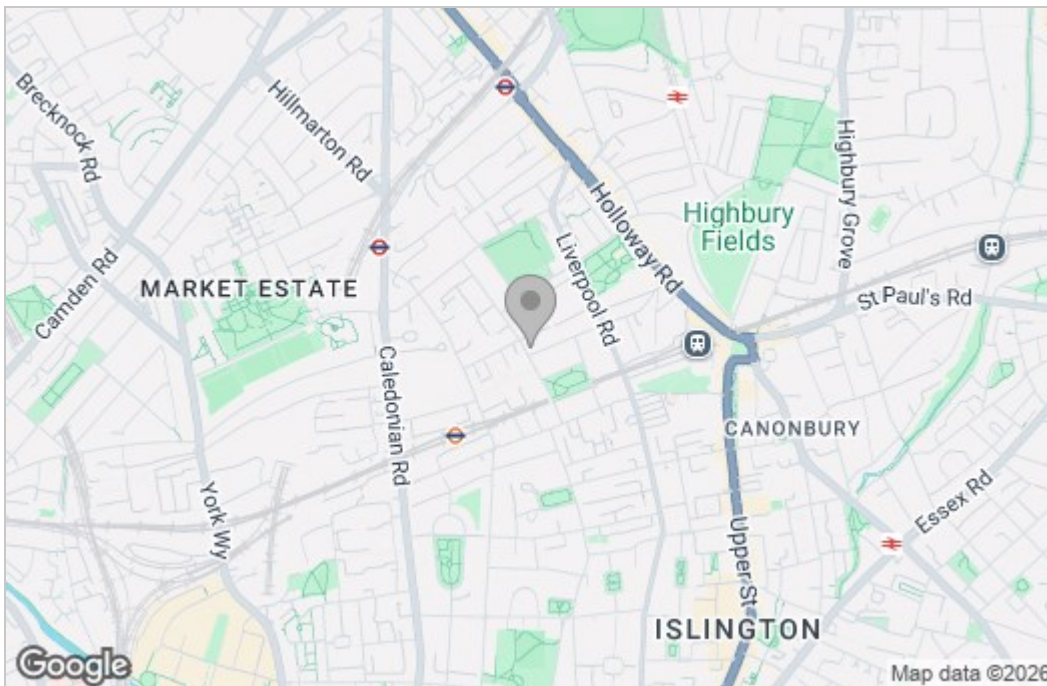 Brecknock Rd
Hillmarton Rd
Holloway Rd
Highbury Grove
Highbury
Fields
Liverpool Rd
MARKET ESTATE
Camden Rd
St Paul's Rd
Caledonian Rd
CANONBURY
York Wy
Essex Rd
Upper St
ISLINGTON
Google
Map data ©2026